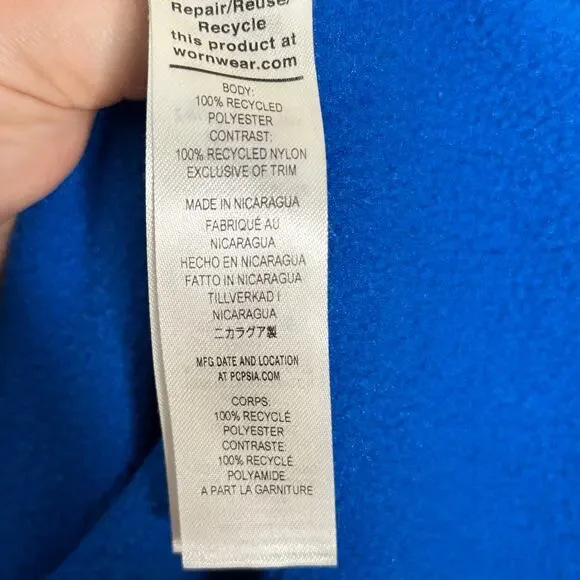 Repair/Reuse/
Recycle
this product at
wornwear.com
BODY:
100% RECYCLED
POLYESTER
CONTRAST:
100% RECYCLED NYLON
EXCLUSIVE OF TRIM
MADE IN NICARAGUA
FABRIQUÉ AU
NICARAGUA
HECHO EN NICARAGUA
FATTO IN NICARAGUA
TILLVERKAD I
NICARAGUA
ニカラグア製
MFG DATE AND LOCATION
AT PCPSIA.COM
CORPS:
100% RECYCLÉ
POLYESTER
CONTRASTE:
100% RECYCLÉ
POLYAMIDE
A PART LA GARNITURE